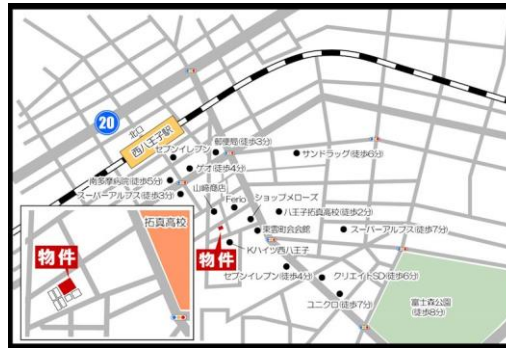 20
北口
西八王子駅
郵便局(徒歩3分)
セブンイレブン
サンドラッグ(徒歩6分)
ゲオ(徒歩4分)
南多摩病院(徒歩5分)
スーパーアルプス(徒歩3分)
山崎商店
Ferio
ショップメローズ
八王子拓真高校(徒歩2分)
東雲町会会館
スーパーアルプス(徒歩7分)
物件
Kハイツ西八王子
セブンイレブン(徒歩4分)
クリエイトSD(徒歩6分)
ユニクロ(徒歩7分)
富士森公園
(徒歩8分)
拓真高校
物件